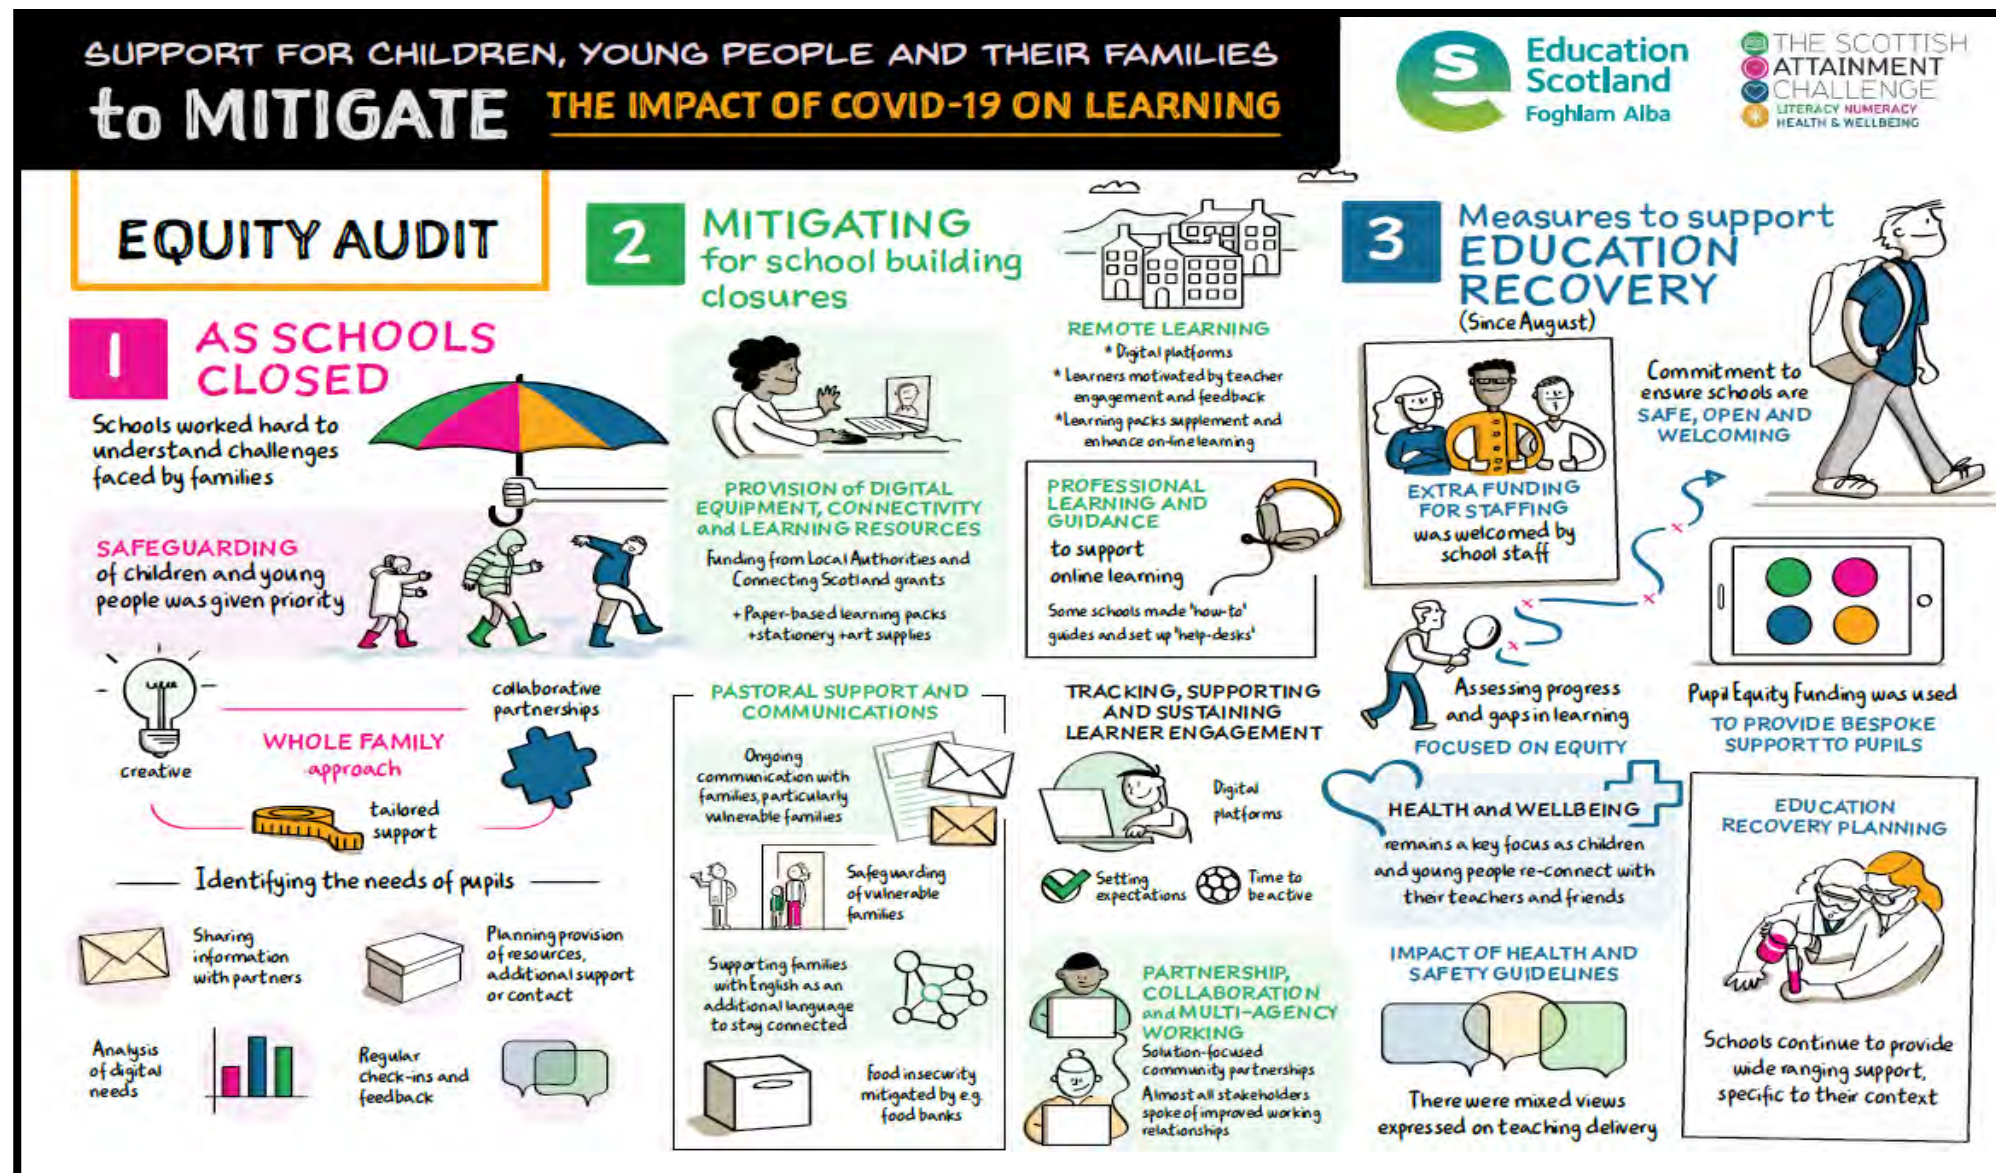 SUPPORT FOR CHILDREN, YOUNG PEOPLE AND THEIR FAMILIES
to MITIGATE THE IMPACT OF COVID-19 ON LEARNING
S
Education
Scotland
Foghlam Alba
THE SCOTTISH
ATTAINMENT
CHALLENGE
LITERACY NUMERACY
HEALTH & WELLBEING
EQUITY AUDIT
1
AS SCHOOLS
CLOSED
Schools worked hard to
understand challenges
faced by families
SAFEGUARDING
of children and young
people was given priority
creative
collaborative
partnerships
WHOLE FAMILY
approach
tailored
support
Identifying the needs of pupils
Sharing
information
with partners
Planning provision
of resources,
additional support
or contact
Analysis
of digital
needs
Regular
check-ins and
feedback
2
MITIGATING
for school building
closures
PROVISION of DIGITAL
EQUIPMENT, CONNECTIVITY
and LEARNING RESOURCES
Funding from Local Authorities and
Connecting Scotland grants
+ Paper-based learning packs
+stationery +art supplies
REMOTE LEARNING
* Digital platforms
* Learners motivated by teacher
engagement and feedback
*Learning packs supplement and
enhance on-line learning
PROFESSIONAL
LEARNING AND
GUIDANCE
to support
online learning
Some schools made 'how-to'
guides and set up 'help-desks'
PASTORAL SUPPORT AND
COMMUNICATIONS
Ongoing
communication with
families, particularly
vulnerable families
Safeguarding
of vulnerable
families
Supporting families
with English as an
additional language
to stay connected
food insecurity
mitigated by e.g.
food banks
TRACKING, SUPPORTING
AND SUSTAINING
LEARNER ENGAGEMENT
Digital
platforms
Setting
expectations
Time to
be active
PARTNERSHIP,
COLLABORATION
and MULTI-AGENCY
WORKING
Solution-focused
community partnerships
Almost all stakeholders
spoke of improved working
relationships
3
Measures to support
EDUCATION
RECOVERY
(Since August)
EXTRA FUNDING
FOR STAFFING
was welcomed by
school staff
Commitment to
ensure schools are
SAFE, OPEN AND
WELCOMING
Assessing progress
and gaps in learning
FOCUSED ON EQUITY
Pupil Equity Funding was used
TO PROVIDE BESPOKE
SUPPORT TO PUPILS
HEALTH and WELLBEING
remains a key focus as children
and young people re-connect with
their teachers and friends
IMPACT OF HEALTH AND
SAFETY GUIDELINES
There were mixed views
expressed on teaching delivery
EDUCATION
RECOVERY PLANNING
Schools continue to provide
wide ranging support,
specific to their context